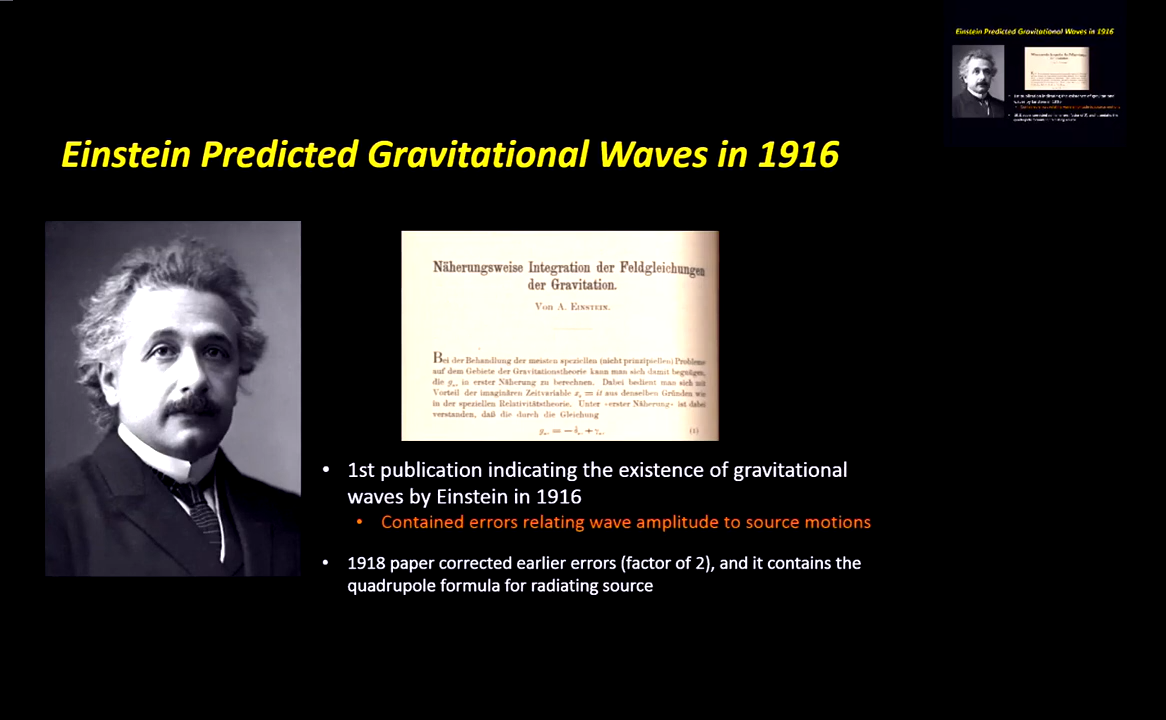 Einstein Predicted Gravitational Waves in 1916
Näherungsweise Integration der Feldgleichungen
der Gravitation.
Von A. Einstein.
Bei der Behandlung der meisten speziellen (nicht prinzipiellen) Probleme
auf dem Gebiete der Gravitationstheorie kann man sich damit begnügen,
die in erster Näherung zu berechnen. Dabei bedient man sich mit
Vorteil der imaginären Zeitvariable x₄ = it aus denselben Gründen wie
in der speziellen Relativitätstheorie. Unter »erster Näherung« ist dabei
verstanden, daß die durch die Gleichung
(1)
• 1st publication indicating the existence of gravitational
waves by Einstein in 1916
• Contained errors relating wave amplitude to source motions
• 1918 paper corrected earlier errors (factor of 2), and it contains the
quadrupole formula for radiating source
Einstein Predicted Gravitational Waves in 1916